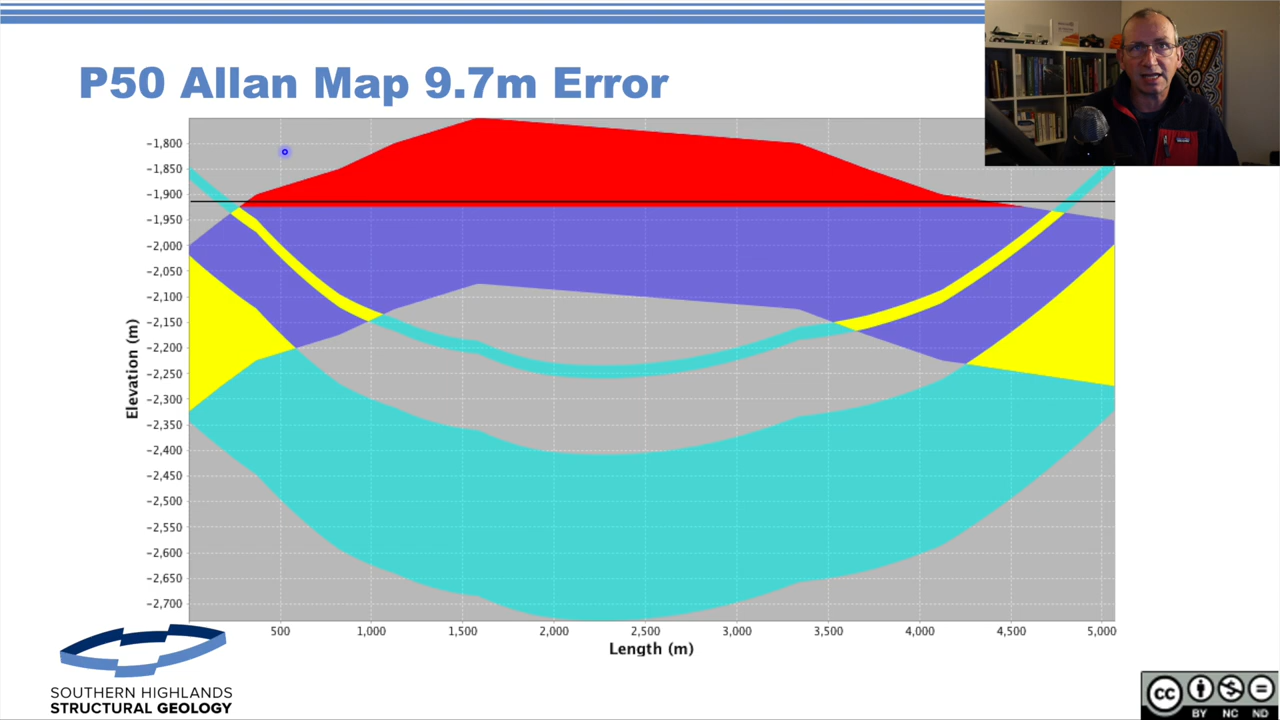 P50 Allan Map 9.7m Error
−1,800
−1,850
−1,900
−1,950
−2,000
−2,050
−2,100
−2,150
−2,200
−2,250
−2,300
−2,350
−2,400
−2,450
−2,500
−2,550
−2,600
−2,650
−2,700
Elevation (m)
500 1,000 1,500 2,000 2,500 3,000 3,500 4,000 4,500 5,000
Length (m)
SOUTHERN HIGHLANDS
STRUCTURAL GEOLOGY
cc
BY NC ND